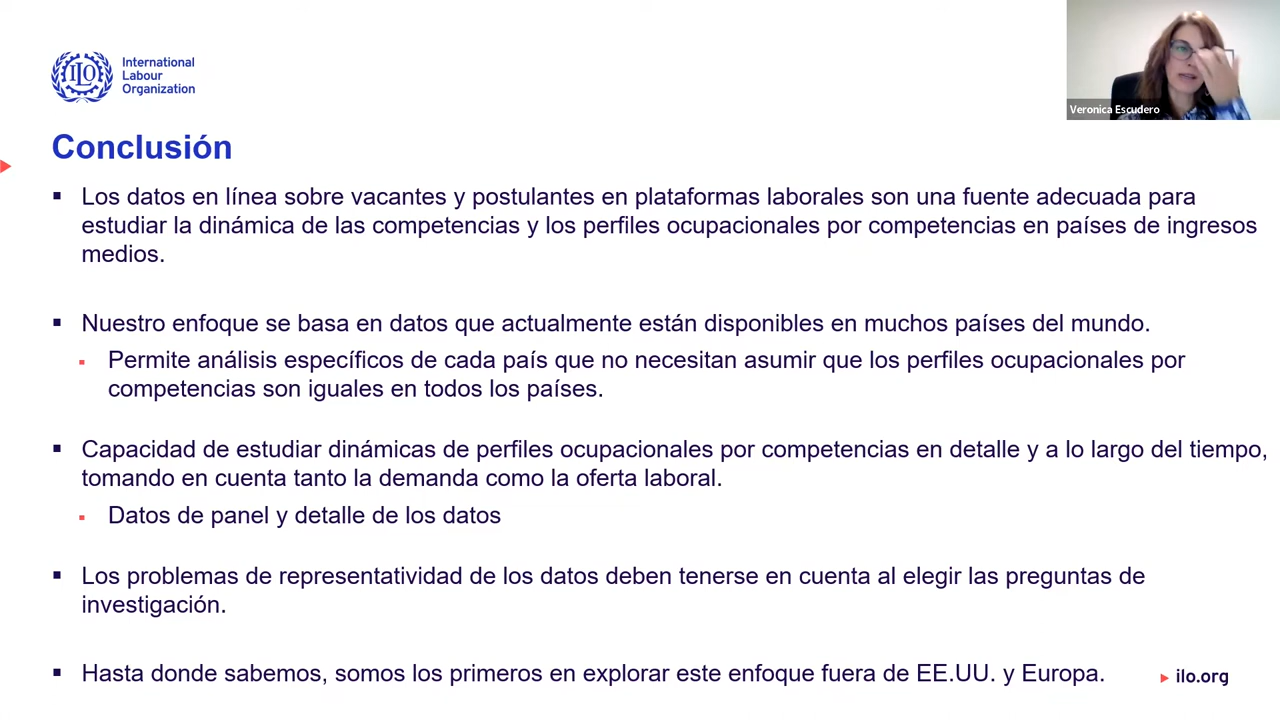 International
Labour
Organization
ILO
Veronica Escudero
Conclusión
Los datos en línea sobre vacantes y postulantes en plataformas laborales son una fuente adecuada para
estudiar la dinámica de las competencias y los perfiles ocupacionales por competencias en países de ingresos
medios.
Nuestro enfoque se basa en datos que actualmente están disponibles en muchos países del mundo.
Permite análisis específicos de cada país que no necesitan asumir que los perfiles ocupacionales por
competencias son iguales en todos los países.
Capacidad de estudiar dinámicas de perfiles ocupacionales por competencias en detalle y a lo largo del tiempo,
tomando en cuenta tanto la demanda como la oferta laboral.
Datos de panel y detalle de los datos
Los problemas de representatividad de los datos deben tenerse en cuenta al elegir las preguntas de
investigación.
Hasta donde sabemos, somos los primeros en explorar este enfoque fuera de EE.UU. y Europa.
ilo.org